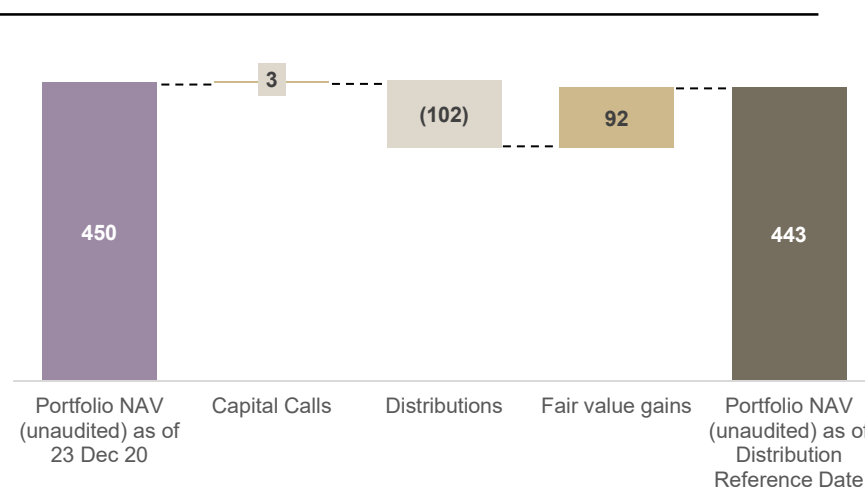 3
(102)
92
450
443
Portfolio NAV
(unaudited) as of
23 Dec 20
Capital Calls
Distributions
Fair value gains
Portfolio NAV
(unaudited) as of
Distribution
Reference Date